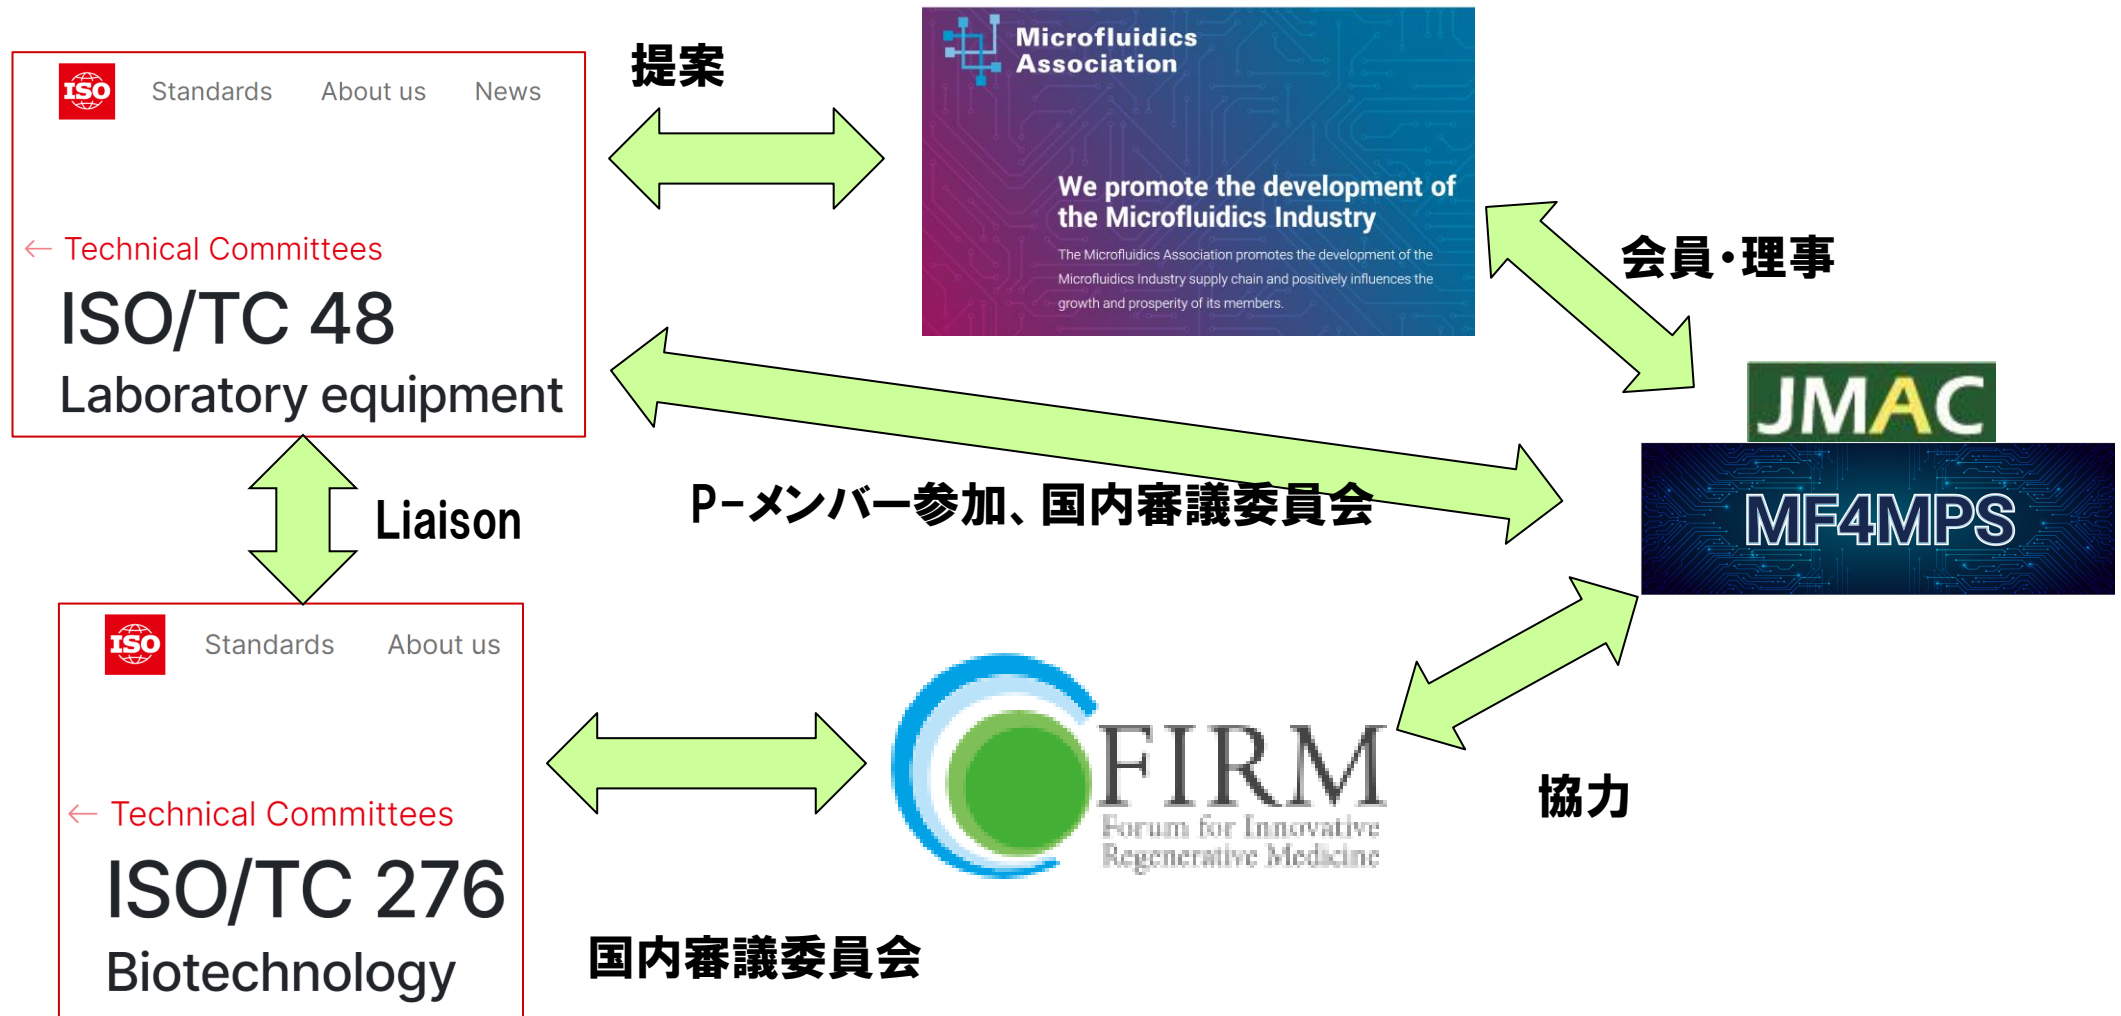 ISO
Standards About us News
← Technical Committees
ISO/TC 48
Laboratory equipment
提案
Microfluidics
Association
We promote the development of
the Microfluidics Industry
The Microfluidics Association promotes the development of the
Microfluidics Industry supply chain and positively influences the
growth and prosperity of its members.
会員・理事
JMAC
MF4MPS
P-メンバー参加、国内審議委員会
Liaison
ISO
Standards About us
← Technical Committees
ISO/TC 276
Biotechnology
FIRM
Forum for Innovative
Regenerative Medicine
協力
国内審議委員会